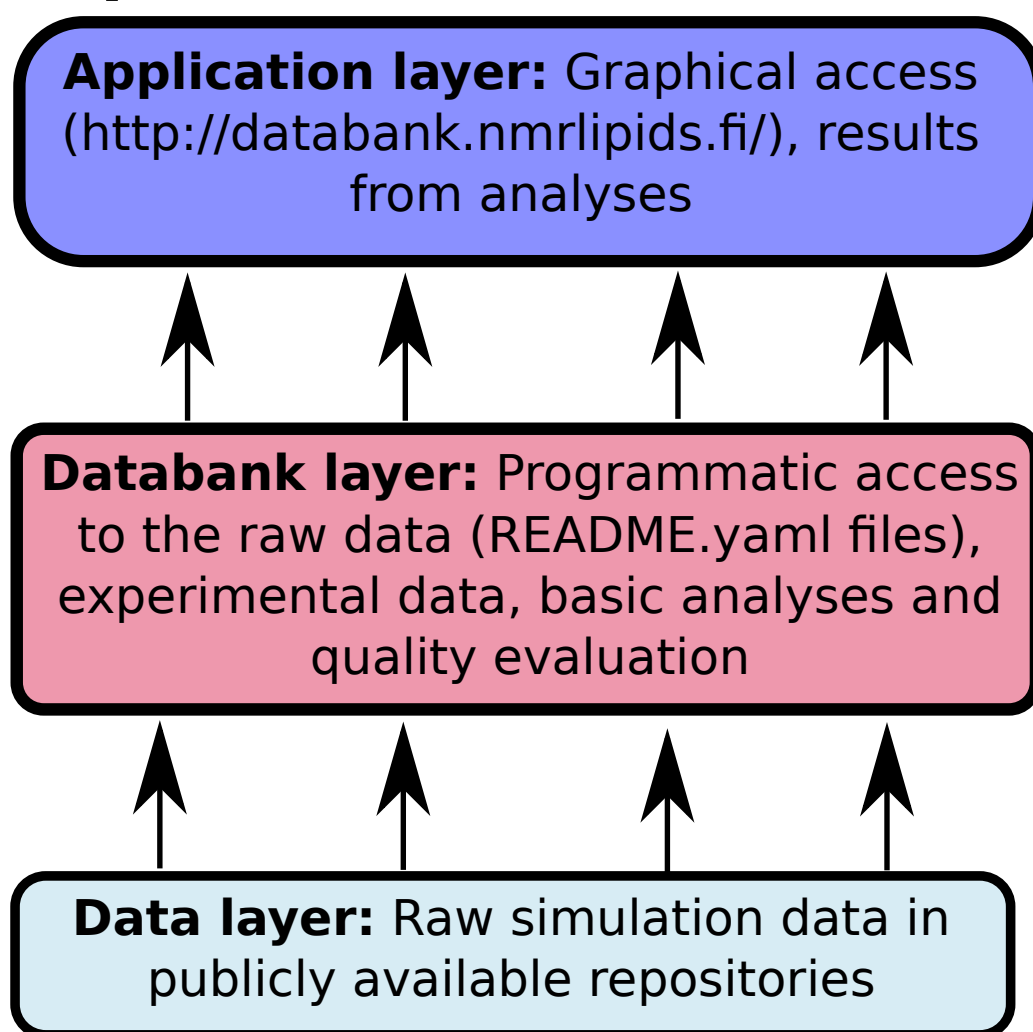 Application layer: Graphical access
(http://databank.nmrlipids.fi/), results
from analyses
Databank layer: Programmatic access
to the raw data (README.yaml files),
experimental data, basic analyses and
quality evaluation
Data layer: Raw simulation data in
publicly available repositories